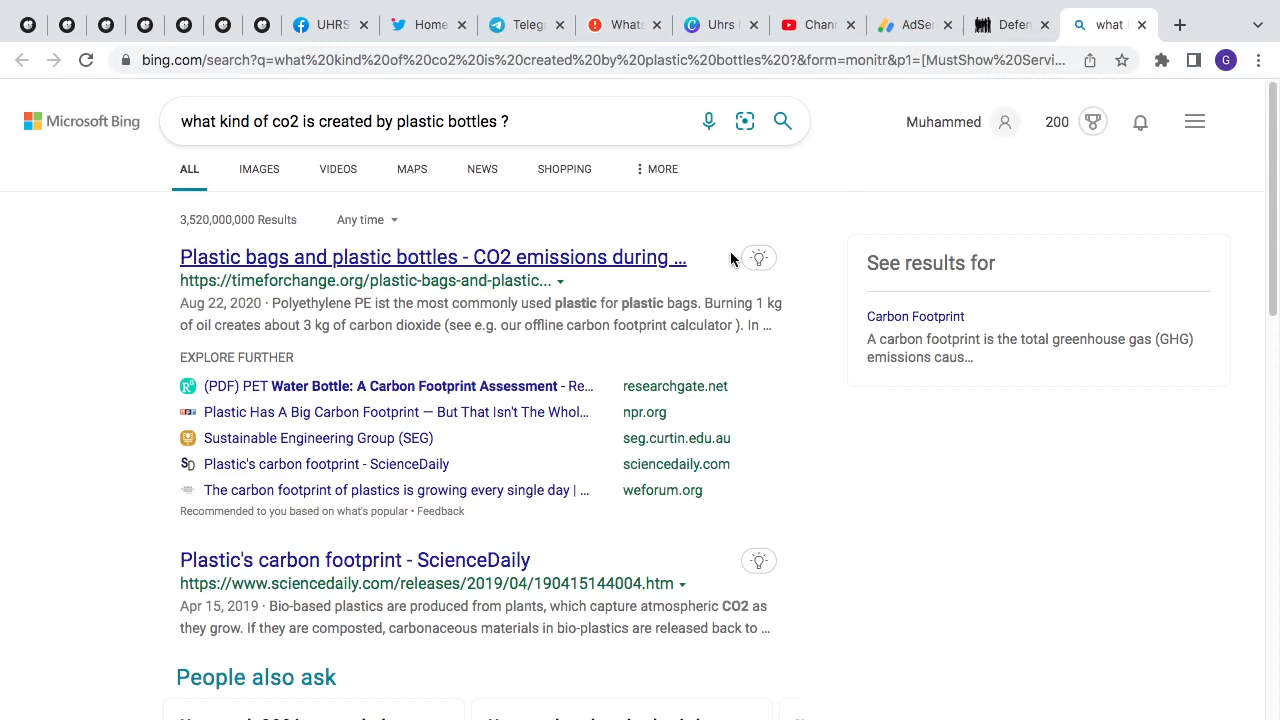 UHRS
Home
Telegr
What
Uhrs
Chann
AdSen
Defen
what
bing.com/search?q=what%20kind%20of%20co2%20is%20created%20by%20plastic%20bottles%20?&form=monitr&p1=[MustShow%20Servi...
G
Microsoft Bing
what kind of co2 is created by plastic bottles ?
Muhammed
200
ALL IMAGES VIDEOS MAPS NEWS SHOPPING MORE
3,520,000,000 Results Any time
Plastic bags and plastic bottles - CO2 emissions during ...
https://timeforchange.org/plastic-bags-and-plastic...
Aug 22, 2020 · Polyethylene PE ist the most commonly used plastic for plastic bags. Burning 1 kg
of oil creates about 3 kg of carbon dioxide (see e.g. our offline carbon footprint calculator ). In ...
EXPLORE FURTHER
(PDF) PET Water Bottle: A Carbon Footprint Assessment - Re... researchgate.net
Plastic Has A Big Carbon Footprint — But That Isn't The Whol... npr.org
Sustainable Engineering Group (SEG) seg.curtin.edu.au
Plastic's carbon footprint - ScienceDaily sciencedaily.com
The carbon footprint of plastics is growing every single day | ... weforum.org
Recommended to you based on what's popular • Feedback
Plastic's carbon footprint - ScienceDaily
https://www.sciencedaily.com/releases/2019/04/190415144004.htm
Apr 15, 2019 · Bio-based plastics are produced from plants, which capture atmospheric CO2 as
they grow. If they are composted, carbonaceous materials in bio-plastics are released back to ...
People also ask
See results for
Carbon Footprint
A carbon footprint is the total greenhouse gas (GHG)
emissions caus...